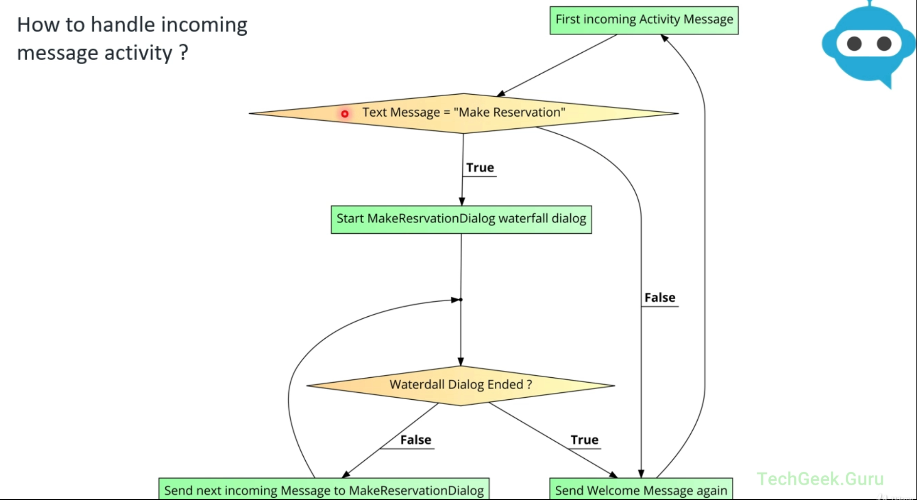 How to handle incoming
message activity ?
First incoming Activity Message
Text Message = "Make Reservation"
True
Start MakeResrvationDialog waterfall dialog
False
Waterdall Dialog Ended ?
False
True
Send next incoming Message to MakeReservationDialog
Send Welcome Message again
TechGeek.Guru